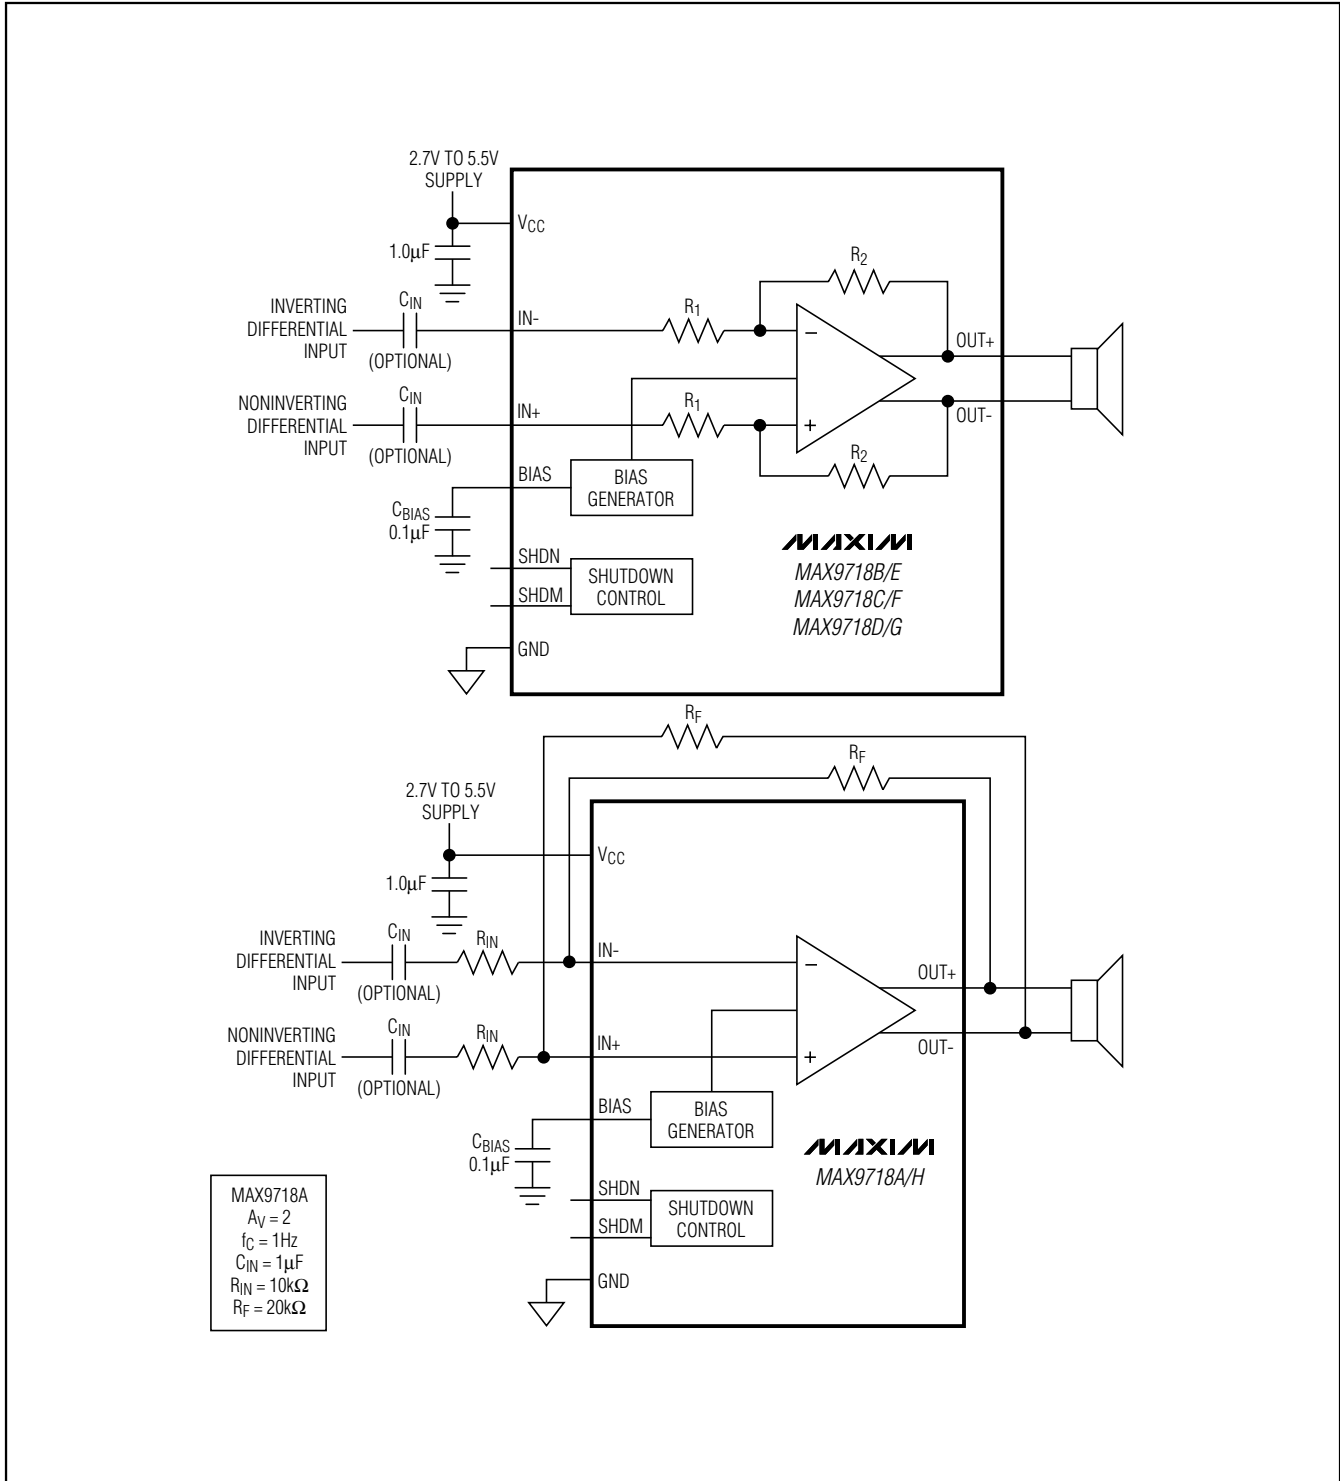 2.7V TO 5.5V
SUPPLY
VCC
1.0μF
R2
INVERTING
DIFFERENTIAL
INPUT
CIN
(OPTIONAL)
IN-
R1
−
OUT+
NONINVERTING
DIFFERENTIAL
INPUT
CIN
(OPTIONAL)
IN+
R1
+
OUT-
R2
BIAS
BIAS
GENERATOR
CBIAS
0.1μF
SHDN
SHDM
SHUTDOWN
CONTROL
GND
MAXIM
MAX9718B/E
MAX9718C/F
MAX9718D/G
RF
RF
2.7V TO 5.5V
SUPPLY
VCC
1.0μF
INVERTING
DIFFERENTIAL
INPUT
CIN
(OPTIONAL)
RIN
IN-
−
OUT+
NONINVERTING
DIFFERENTIAL
INPUT
CIN
(OPTIONAL)
RIN
IN+
+
OUT-
BIAS
BIAS
GENERATOR
CBIAS
0.1μF
SHDN
SHDM
SHUTDOWN
CONTROL
GND
MAXIM
MAX9718A/H
MAX9718A
AV = 2
fC = 1Hz
CIN = 1μF
RIN = 10kΩ
RF = 20kΩ